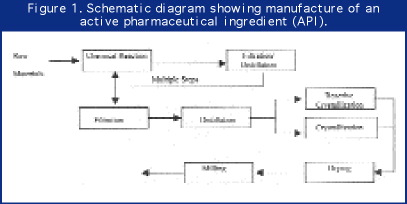 Figure 1. Schematic diagram showing manufacture of an
active pharmaceutical ingredient (API).
Raw
Materials
Chemical Reaction
Multiple Steps
Filtration
Distillation
Crystallization
Crystallization
Milling
Drying